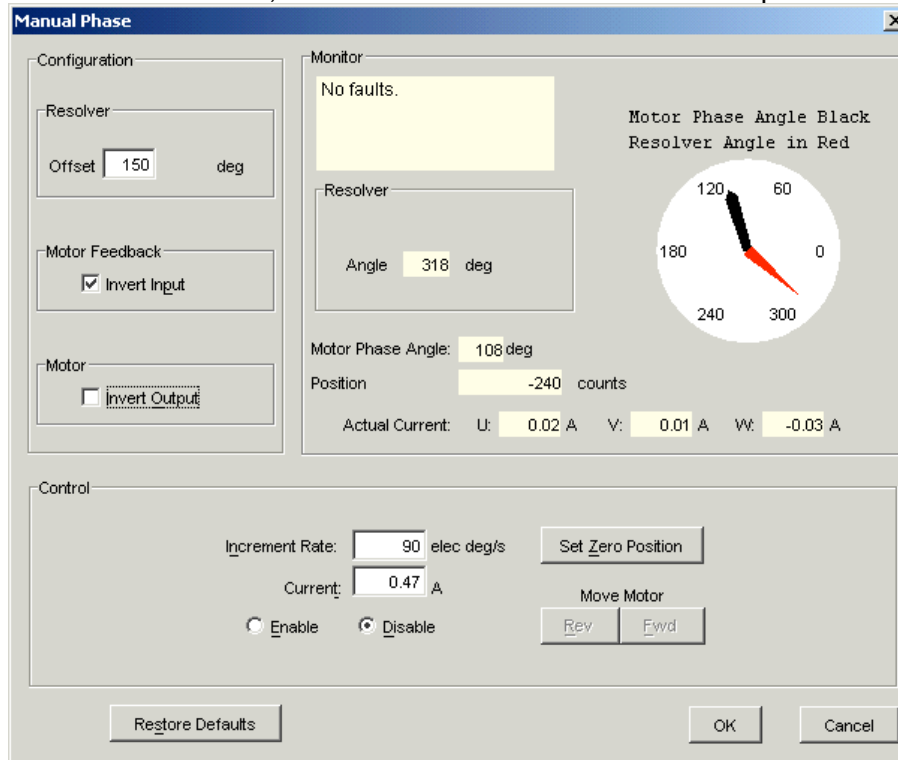 Manual Phase
Configuration
Resolver
Offset 150 deg
Motor Feedback
Invert Input
Motor
Invert Output
Monitor
No faults.
Resolver
Angle 318 deg
Motor Phase Angle: 108 deg
Position -240 counts
Actual Current: U: 0.02 A V: 0.01 A W: -0.03 A
Motor Phase Angle Black
Resolver Angle in Red
120 60
180 0
240 300
Control
Increment Rate: 90 elec deg/s
Current: 0.47 A
Enable Disable
Set Zero Position
Move Motor
Rev Fwd
Restore Defaults
OK Cancel